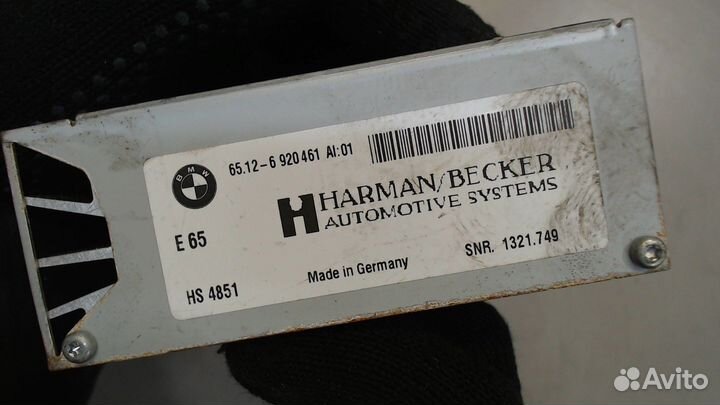 65.12-6 920 461 AI:01
BMW
HARMAN/BECKER
AUTOMOTIVE SYSTEMS
E 65
SNR. 1321.749
Made in Germany
HS 4851
Avito